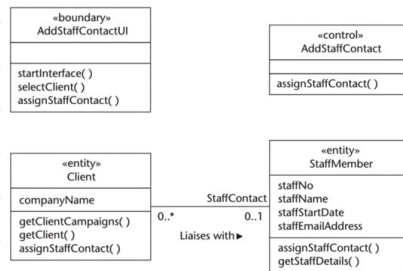 «boundary»
AddStaffContactUI
startInterface( )
selectClient( )
assignStaffContact( )
«control»
AddStaffContact
assignStaffContact( )
«entity»
Client
companyName
getClientCampaigns( )
getClient( )
assignStaffContact( )
StaffContact
0..*
0..1
Liaises with▶
«entity»
StaffMember
staffNo
staffName
staffStartDate
staffEmailAddress
assignStaffContact( )
getStaffDetails( )